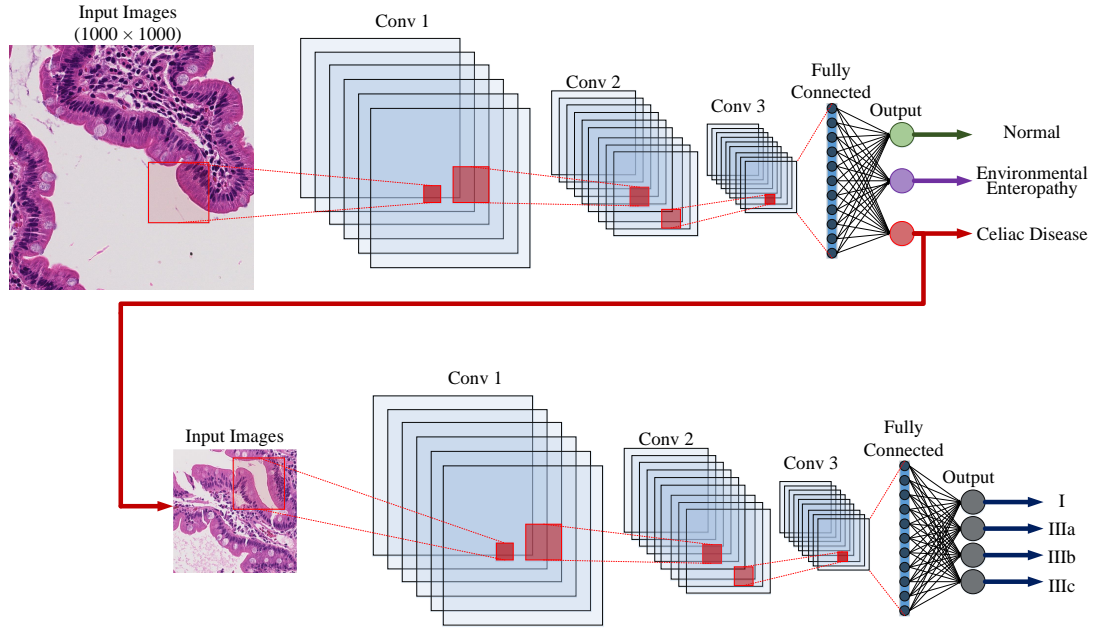 Input Images
(1000 × 1000)
Conv 1
Conv 2
Conv 3
Fully
Connected
Output
Normal
Environmental
Enteropathy
Celiac Disease
Input Images
Conv 1
Conv 2
Conv 3
Fully
Connected
Output
I
IIIa
IIIb
IIIc